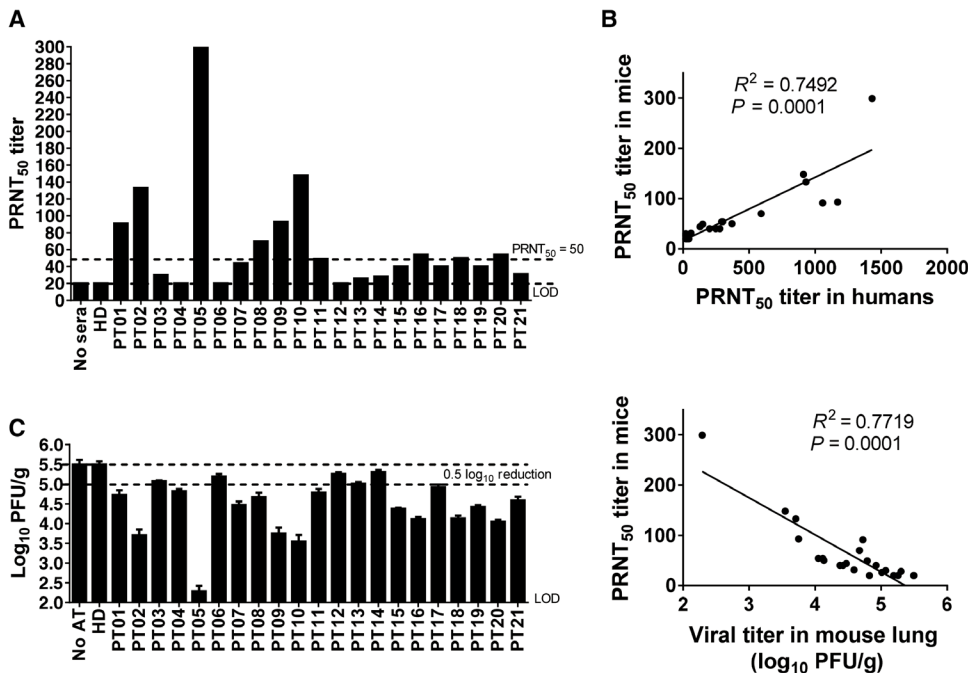 A
PRNT50 titer
300
280
260
240
220
200
180
160
140
120
100
80
60
40
20
0
PRNT50 = 50
LOD
No sera
HD
PT01
PT02
PT03
PT04
PT05
PT06
PT07
PT08
PT09
PT10
PT11
PT12
PT13
PT14
PT15
PT16
PT17
PT18
PT19
PT20
PT21
B
PRNT50 titer in mice
300
200
100
0
R² = 0.7492
P = 0.0001
0 500 1000 1500 2000
PRNT50 titer in humans
C
Log10 PFU/g
6.0
5.5
5.0
4.5
4.0
3.5
3.0
2.5
2.0
0.5 log10 reduction
LOD
No AT
HD
PT01
PT02
PT03
PT04
PT05
PT06
PT07
PT08
PT09
PT10
PT11
PT12
PT13
PT14
PT15
PT16
PT17
PT18
PT19
PT20
PT21
PRNT50 titer in mice
300
200
100
0
R² = 0.7719
P = 0.0001
2 3 4 5 6
Viral titer in mouse lung
(log10 PFU/g)